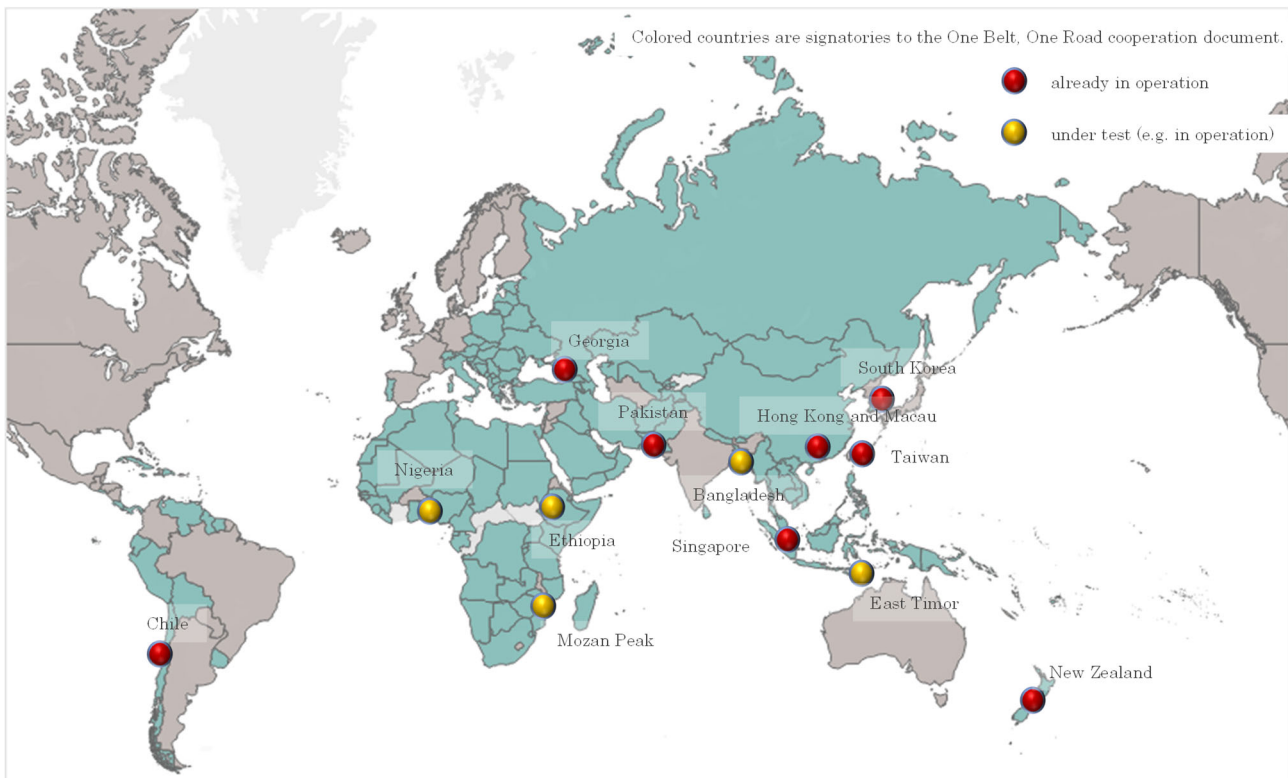 Colored countries are signatories to the One Belt, One Road cooperation document.
already in operation
under test (e.g. in operation)
Georgia
South Korea
Pakistan
Hong Kong and Macau
Taiwan
Nigeria
Bangladesh
Ethiopia
Singapore
East Timor
Chile
Mozan Peak
New Zealand